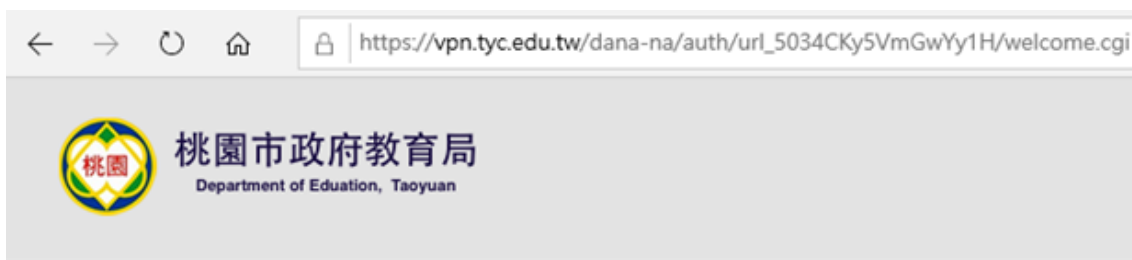 https://vpn.tyc.edu.tw/dana-na/auth/url_5034CKy5VmGwYy1H/welcome.cgi
桃園
桃園市政府教育局
Department of Eduation, Taoyuan